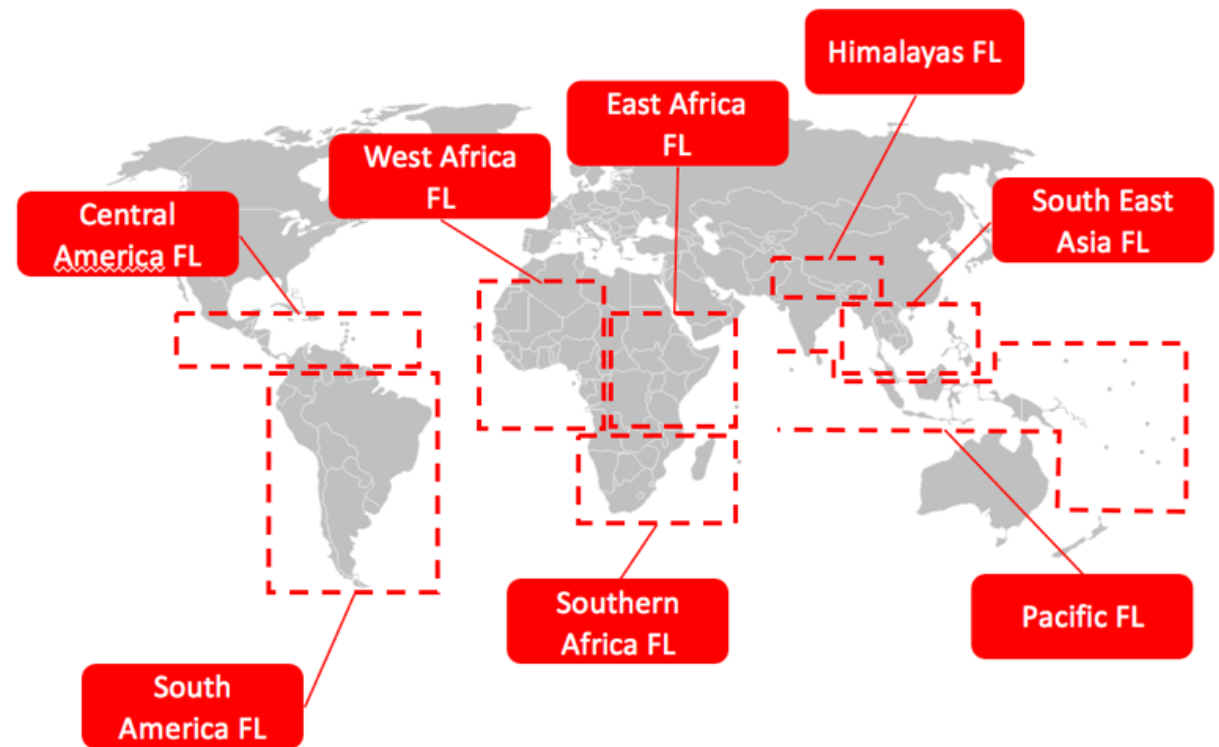 Himalayas FL
East Africa
FL
West Africa
FL
South East
Asia FL
Central
America FL
Southern
Africa FL
Pacific FL
South
America FL